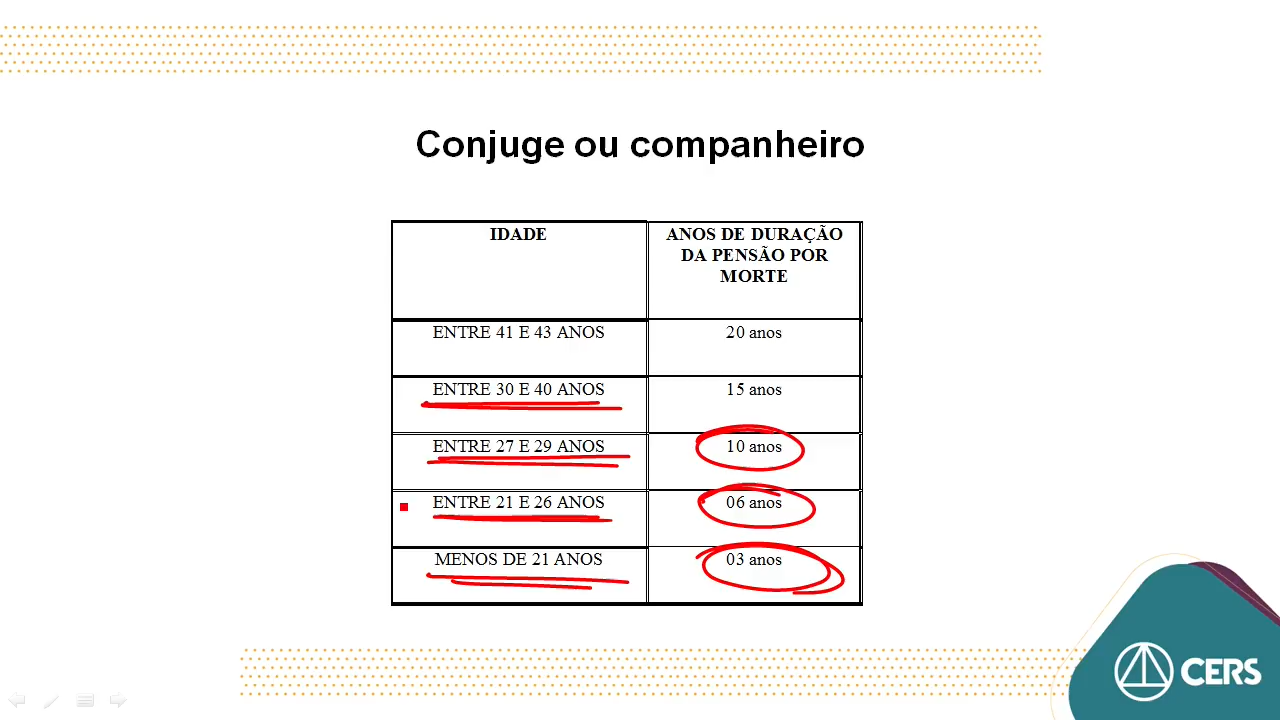 Conjuge ou companheiro
IDADE
ANOS DE DURAÇÃO
DA PENSÃO POR
MORTE
ENTRE 41 E 43 ANOS
20 anos
ENTRE 30 E 40 ANOS
15 anos
ENTRE 27 E 29 ANOS
10 anos
ENTRE 21 E 26 ANOS
06 anos
MENOS DE 21 ANOS
03 anos
CERS